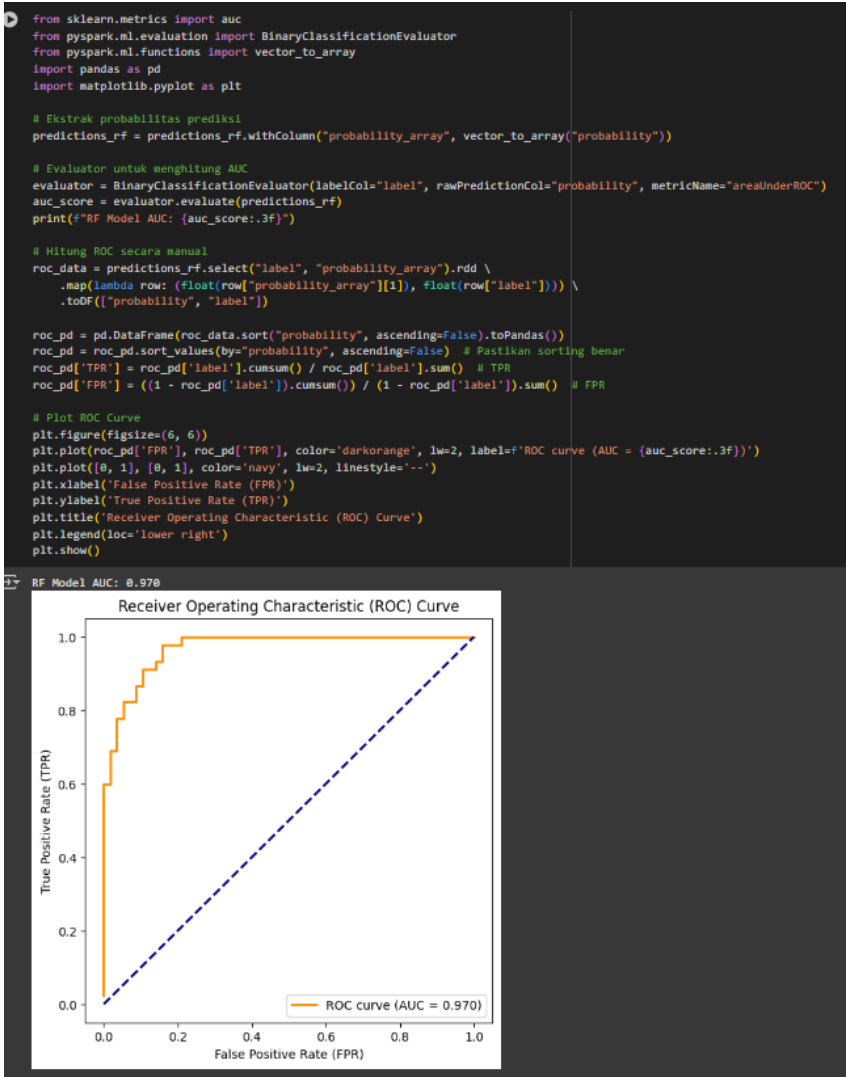 from sklearn.metrics import auc
from pyspark.ml.evaluation import BinaryClassificationEvaluator
from pyspark.ml.functions import vector_to_array
import pandas as pd
import matplotlib.pyplot as plt
# Ekstrak probabilitas prediksi
predictions_rf = predictions_rf.withColumn("probability_array", vector_to_array("probability"))
# Evaluator untuk menghitung AUC
evaluator = BinaryClassificationEvaluator(labelCol="label", rawPredictionCol="probability", metricName="areaUnderROC")
auc_score = evaluator.evaluate(predictions_rf)
print(f"RF Model AUC: {auc_score:.3f}")
# Hitung ROC secara manual
roc_data = predictions_rf.select("label", "probability_array").rdd \
    .map(lambda row: (float(row["probability_array"][1]), float(row["label"]))) \
    .toDF(["probability", "label"])
roc_pd = pd.DataFrame(roc_data.sort("probability", ascending=False).toPandas())
roc_pd = roc_pd.sort_values(by="probability", ascending=False)  # Pastikan sorting benar
roc_pd['TPR'] = roc_pd['label'].cumsum() / roc_pd['label'].sum()  # TPR
roc_pd['FPR'] = ((1 - roc_pd['label']).cumsum()) / (1 - roc_pd['label']).sum()  # FPR
# Plot ROC Curve
plt.figure(figsize=(6, 6))
plt.plot(roc_pd['FPR'], roc_pd['TPR'], color='darkorange', lw=2, label=f'ROC curve (AUC = {auc_score:.3f})')
plt.plot([0, 1], [0, 1], color='navy', lw=2, linestyle='--')
plt.xlabel('False Positive Rate (FPR)')
plt.ylabel('True Positive Rate (TPR)')
plt.title('Receiver Operating Characteristic (ROC) Curve')
plt.legend(loc='lower right')
plt.show()
RF Model AUC: 0.970
Receiver Operating Characteristic (ROC) Curve
1.0
0.8
0.6
0.4
0.2
0.0
True Positive Rate (TPR)
ROC curve (AUC = 0.970)
0.0 0.2 0.4 0.6 0.8 1.0
False Positive Rate (FPR)